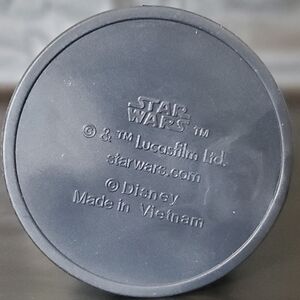 STAR
WARS ™
© & ™ Lucasfilm Ltd.
starwars.com
© Disney
Made in Vietnam